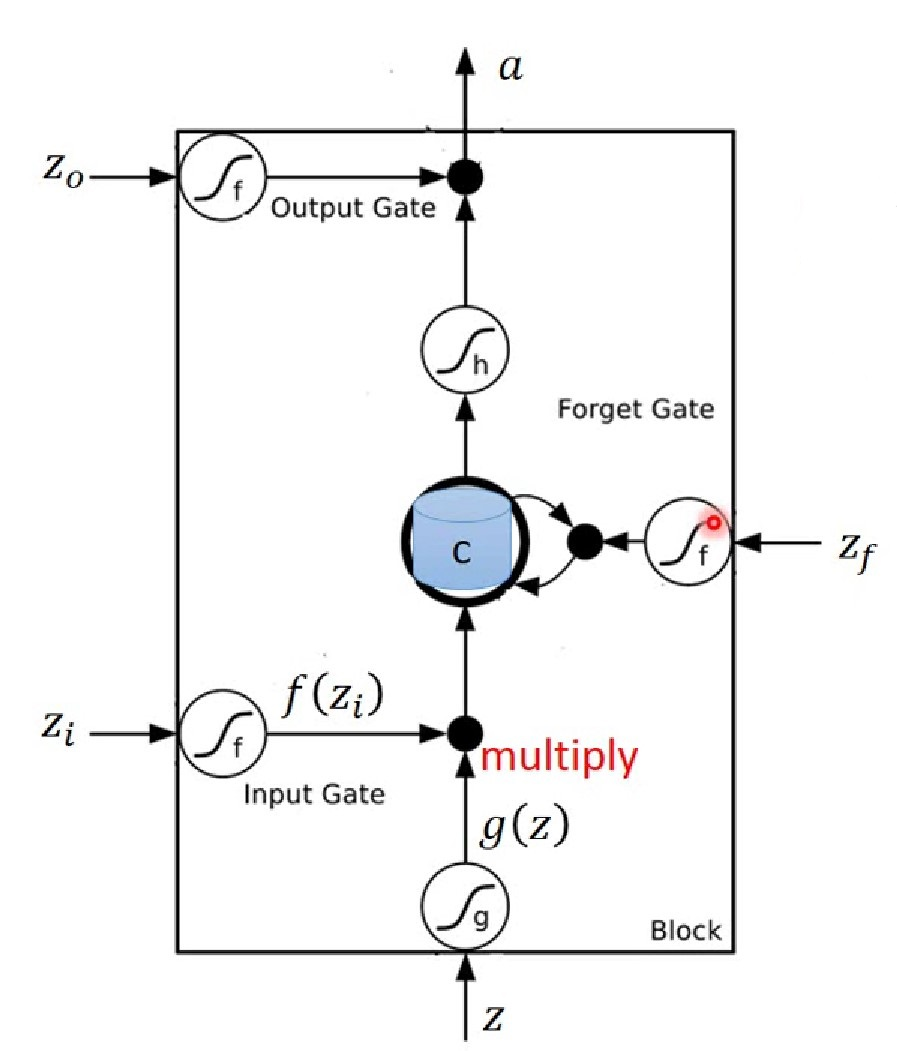 a
z_o
f
Output Gate
h
Forget Gate
c
f
z_f
f(z_i)
z_i
f
multiply
Input Gate
g(z)
g
Block
z